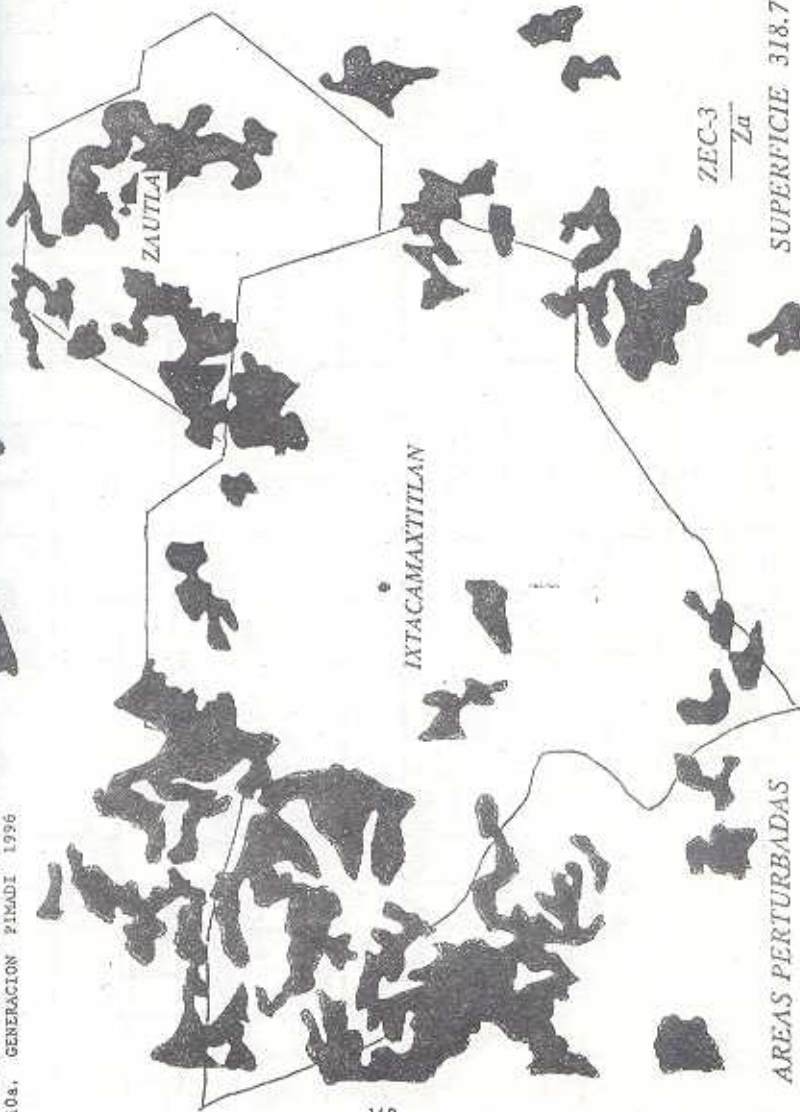 10a. GENERACION PIMADI 1996
ZAUTLA
IXTACAMAXTITLAN
ZEC-3
Za
AREAS PERTURBADAS
SUPERFICIE 318.7